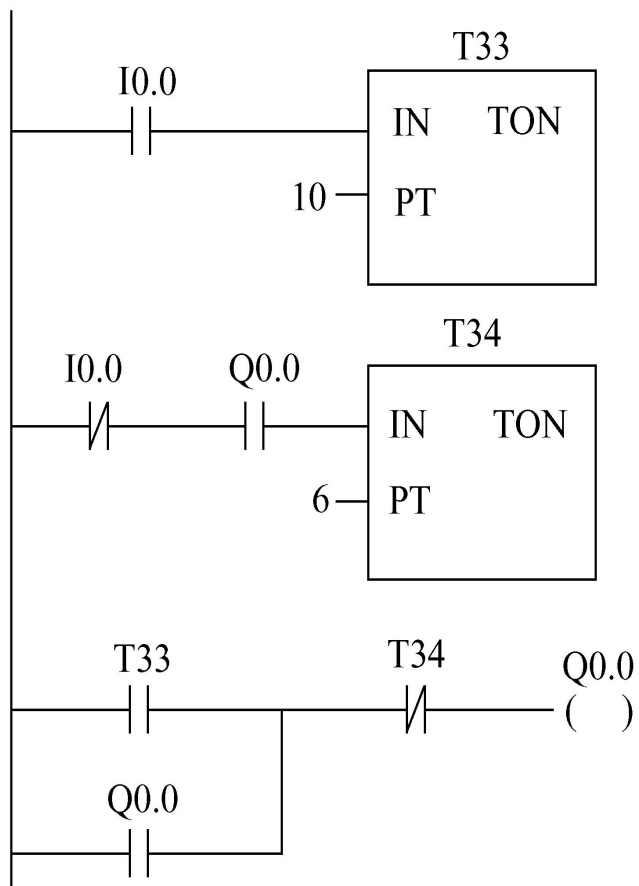 T33
I0.0
IN TON
10 PT
T34
I0.0 Q0.0
IN TON
6 PT
T33 T34 Q0.0
( )
Q0.0